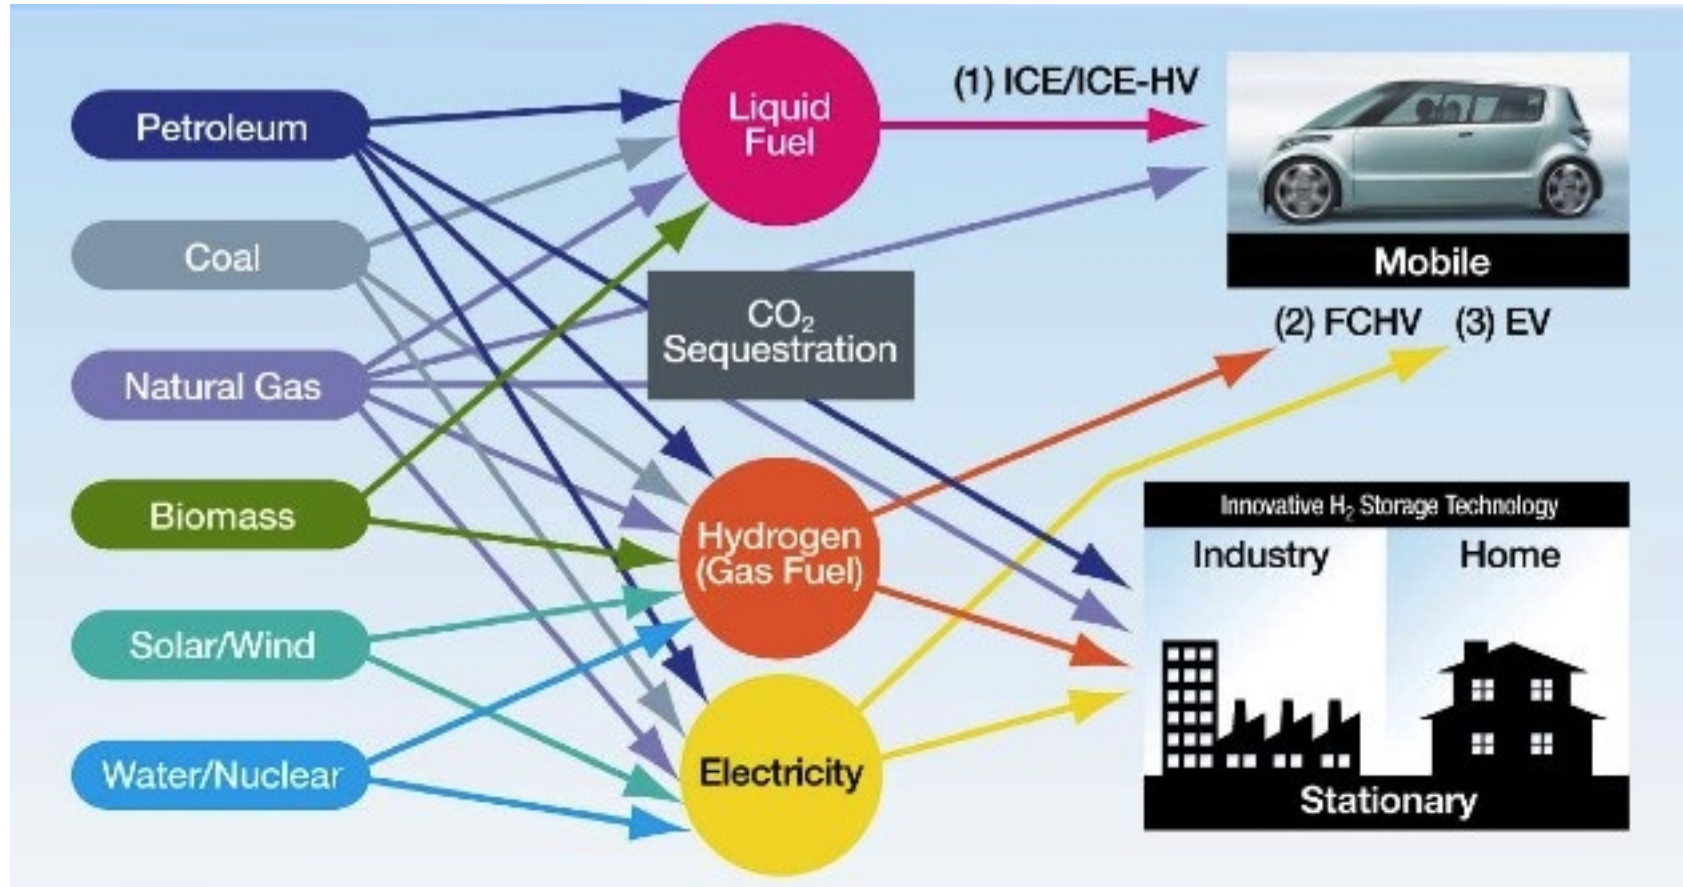 Petroleum
Coal
Natural Gas
Biomass
Solar/Wind
Water/Nuclear
Liquid
Fuel
CO₂
Sequestration
Hydrogen
(Gas Fuel)
Electricity
(1) ICE/ICE-HV
Mobile
(2) FCHV (3) EV
Innovative H₂ Storage Technology
Industry Home
Stationary